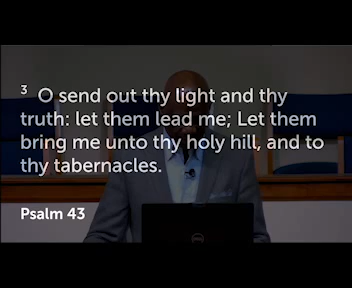 3 O send out thy light and thy
truth: let them lead me; Let them
bring me unto thy holy hill, and to
thy tabernacles.
Psalm 43
DELL